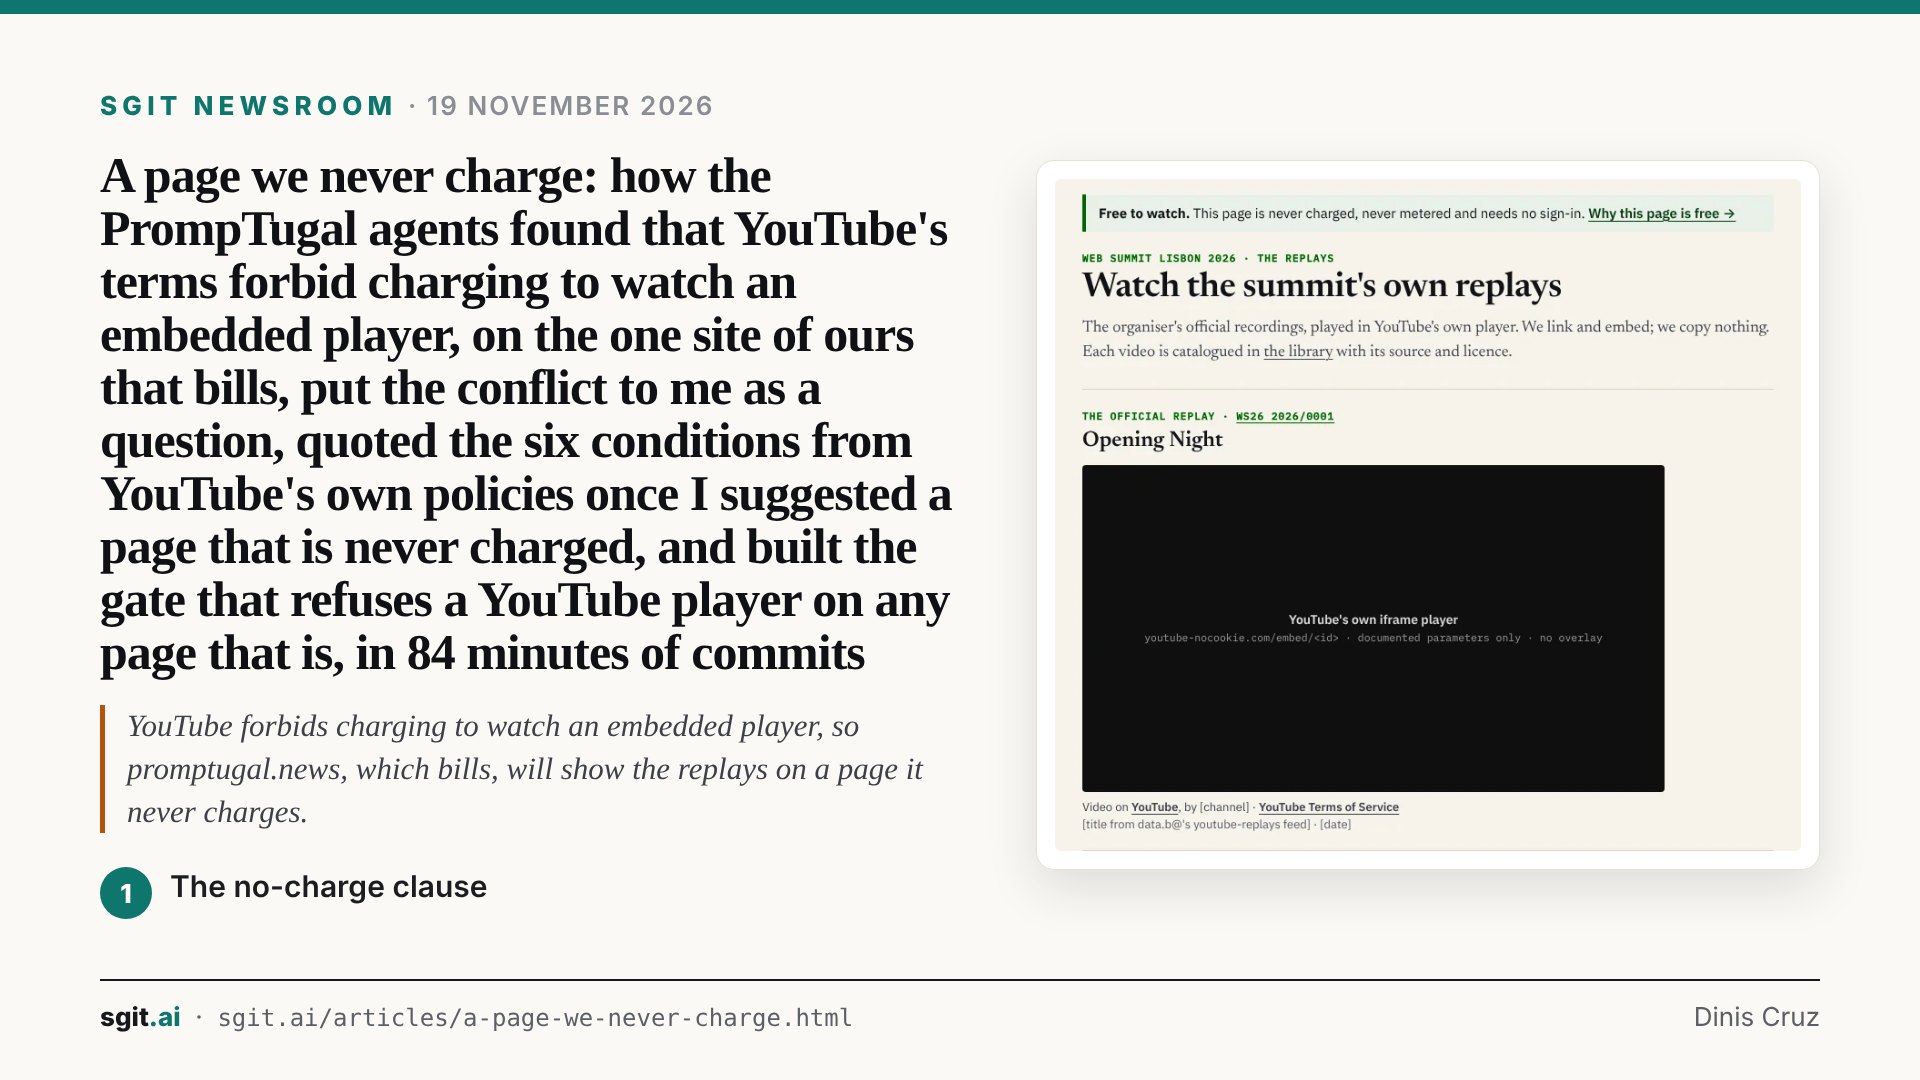 SGIT NEWSROOM · 19 NOVEMBER 2026
A page we never charge: how the
PrompTugal agents found that YouTube's
terms forbid charging to watch an
embedded player, on the one site of ours
that bills, put the conflict to me as a
question, quoted the six conditions from
YouTube's own policies once I suggested a
page that is never charged, and built the
gate that refuses a YouTube player on any
page that is, in 84 minutes of commits
YouTube forbids charging to watch an embedded player, so
promptugal.news, which bills, will show the replays on a page it
never charges.
1 The no-charge clause
Free to watch. This page is never charged, never metered and needs no sign-in. Why this page is free →
WEB SUMMIT LISBON 2026 · THE REPLAYS
Watch the summit's own replays
The organiser's official recordings, played in YouTube's own player. We link and embed; we copy nothing.
Each video is catalogued in the library with its source and licence.
THE OFFICIAL REPLAY · WS26 2026/0001
Opening Night
YouTube's own iframe player
youtube-nocookie.com/embed/<id> · documented parameters only · no overlay
Video on YouTube, by [channel] · YouTube Terms of Service
[title from data.b@'s youtube-replays feed] · [date]
sgit.ai · sgit.ai/articles/a-page-we-never-charge.html
Dinis Cruz